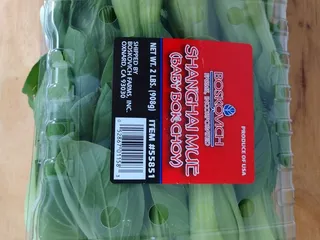 BOSKOVICH
SHANGHAI MUE
(BABY BOK CHOY)
PRODUCE OF USA
NET WT. 2 LBS. (908g)
SHIPPED BY
BOSKOVICH FARMS, INC.
OXNARD, CA 93030
ITEM #55851